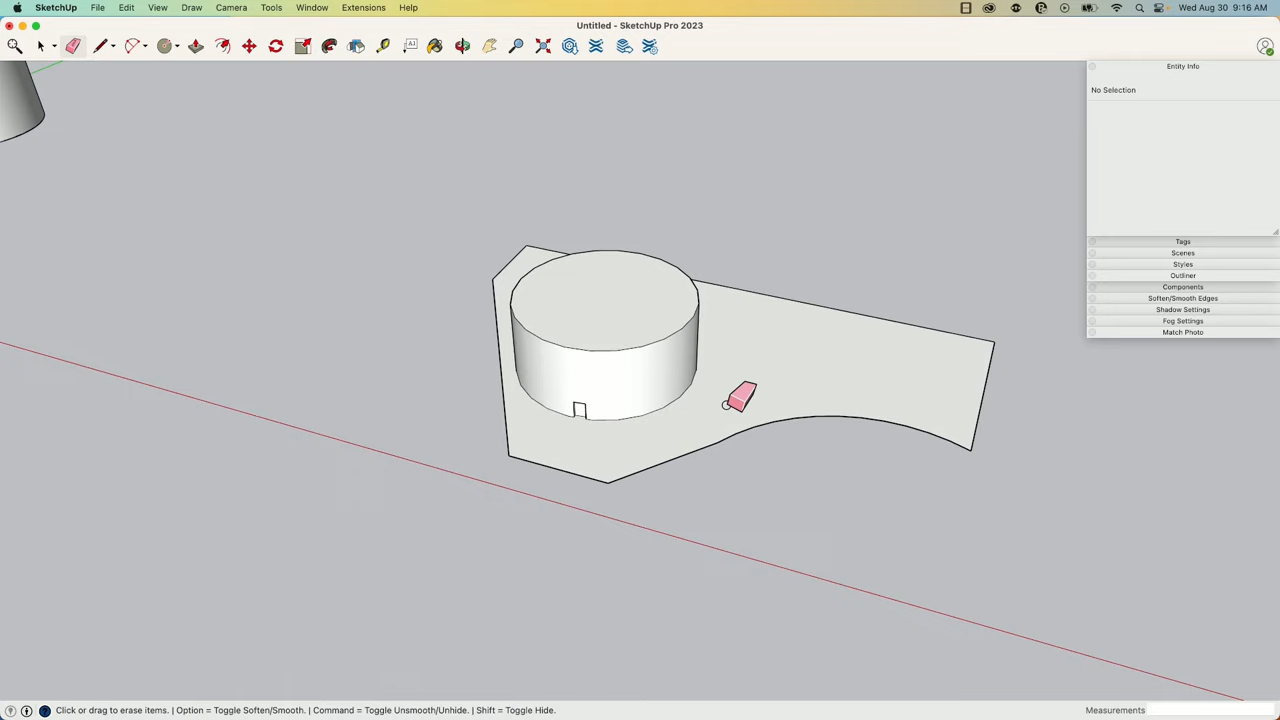 SketchUp File Edit View Draw Camera Tools Window Extensions Help Wed Aug 30 9:16 AM
Untitled - SketchUp Pro 2023
A1
Entity Info
No Selection
Tags
Scenes
Styles
Outliner
Components
Soften/Smooth Edges
Shadow Settings
Fog Settings
Match Photo
Click or drag to erase items. | Option = Toggle Soften/Smooth. | Command = Toggle Unsmooth/Unhide. | Shift = Toggle Hide. Measurements